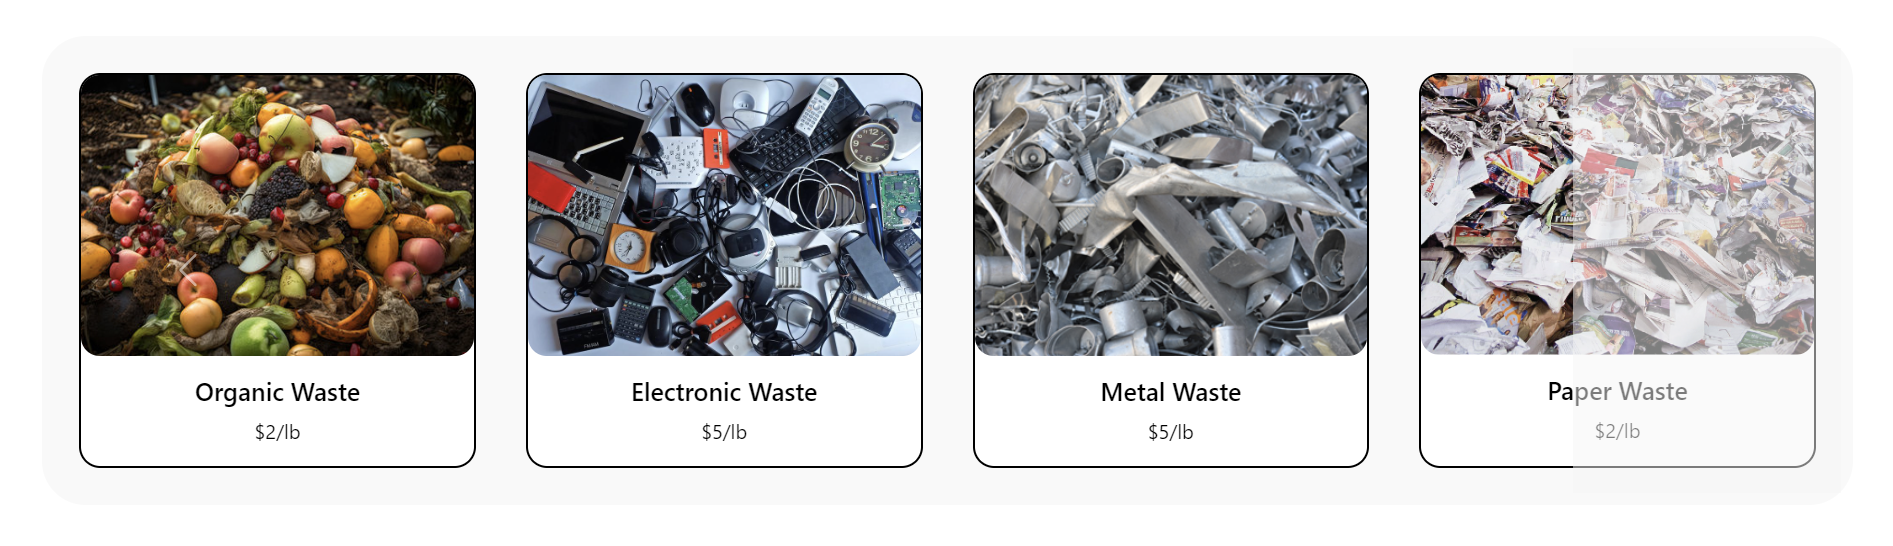 Organic Waste
$2/lb
Electronic Waste
$5/lb
Metal Waste
$5/lb
Paper Waste
$2/lb